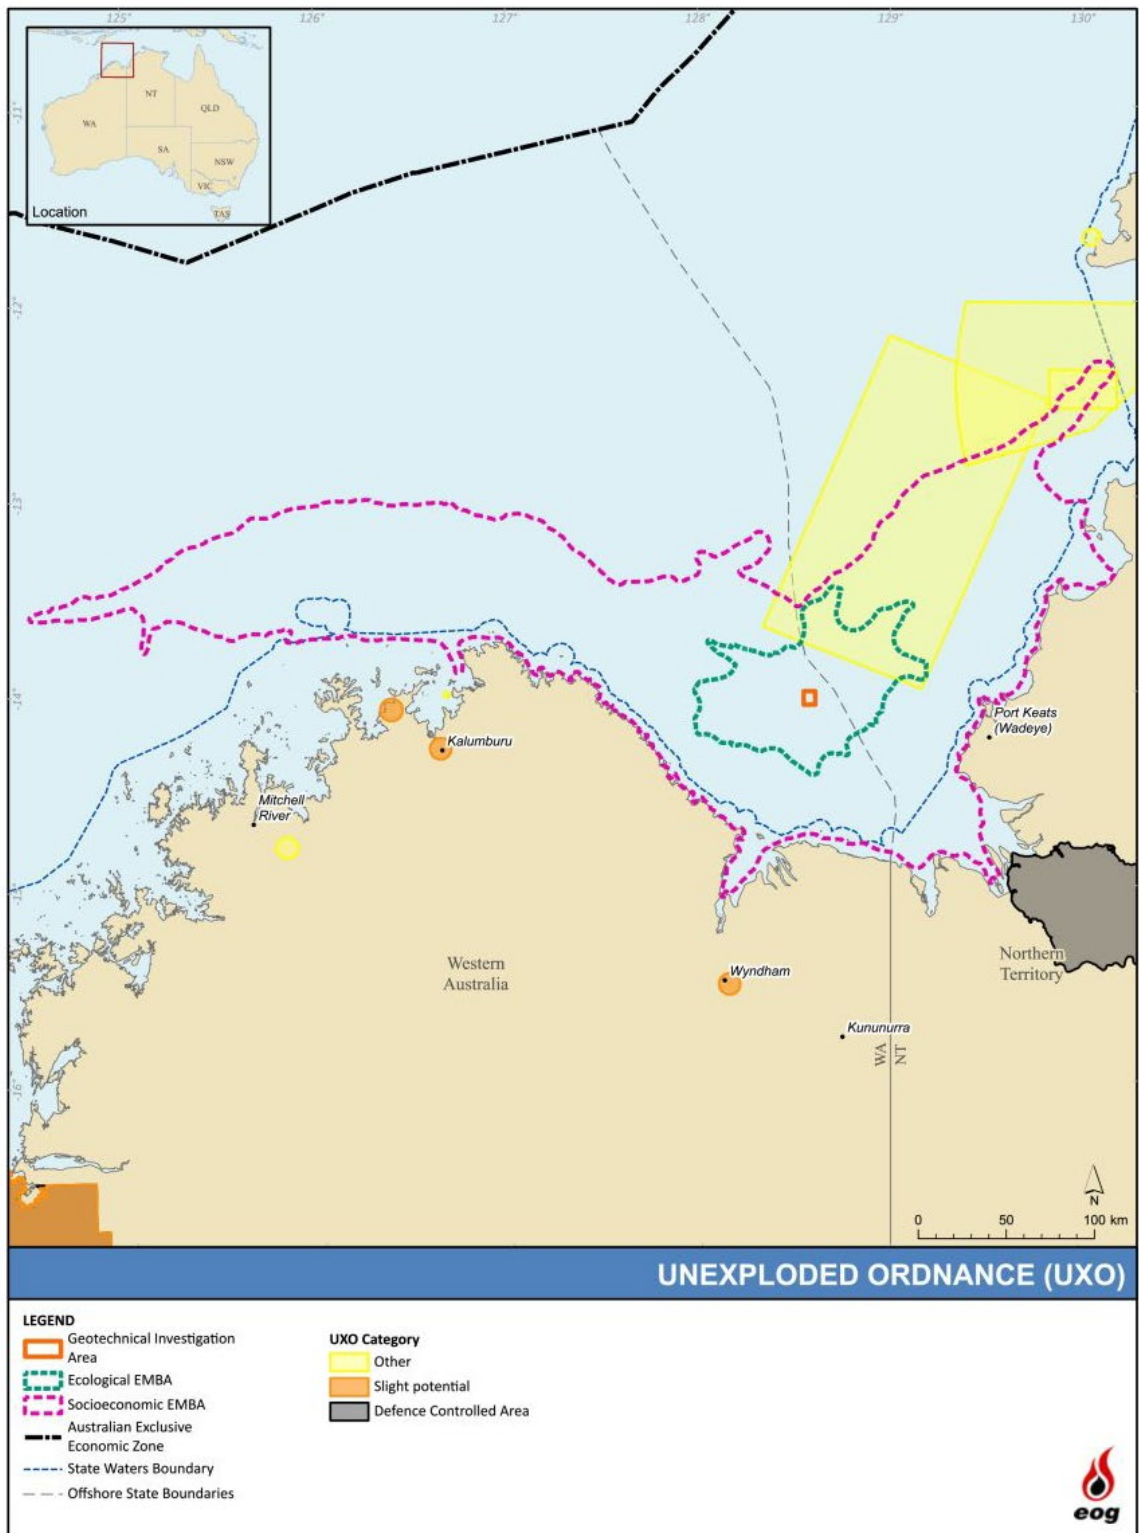 125°
126°
127°
128°
129°
130°
-11°
-12°
-13°
-14°
-15°
-16°
WA
NT
QLD
SA
NSW
VIC
TAS
Location
Port Keats
(Wadeye)
Kalumburu
Mitchell
River
Western
Australia
Northern
Territory
Wyndham
Kununurra
WA
NT
N
0 50 100 km
UNEXPLODED ORDNANCE (UXO)
LEGEND
Geotechnical Investigation
Area
Ecological EMBA
Socioeconomic EMBA
Australian Exclusive
Economic Zone
State Waters Boundary
Offshore State Boundaries
UXO Category
Other
Slight potential
Defence Controlled Area
eog